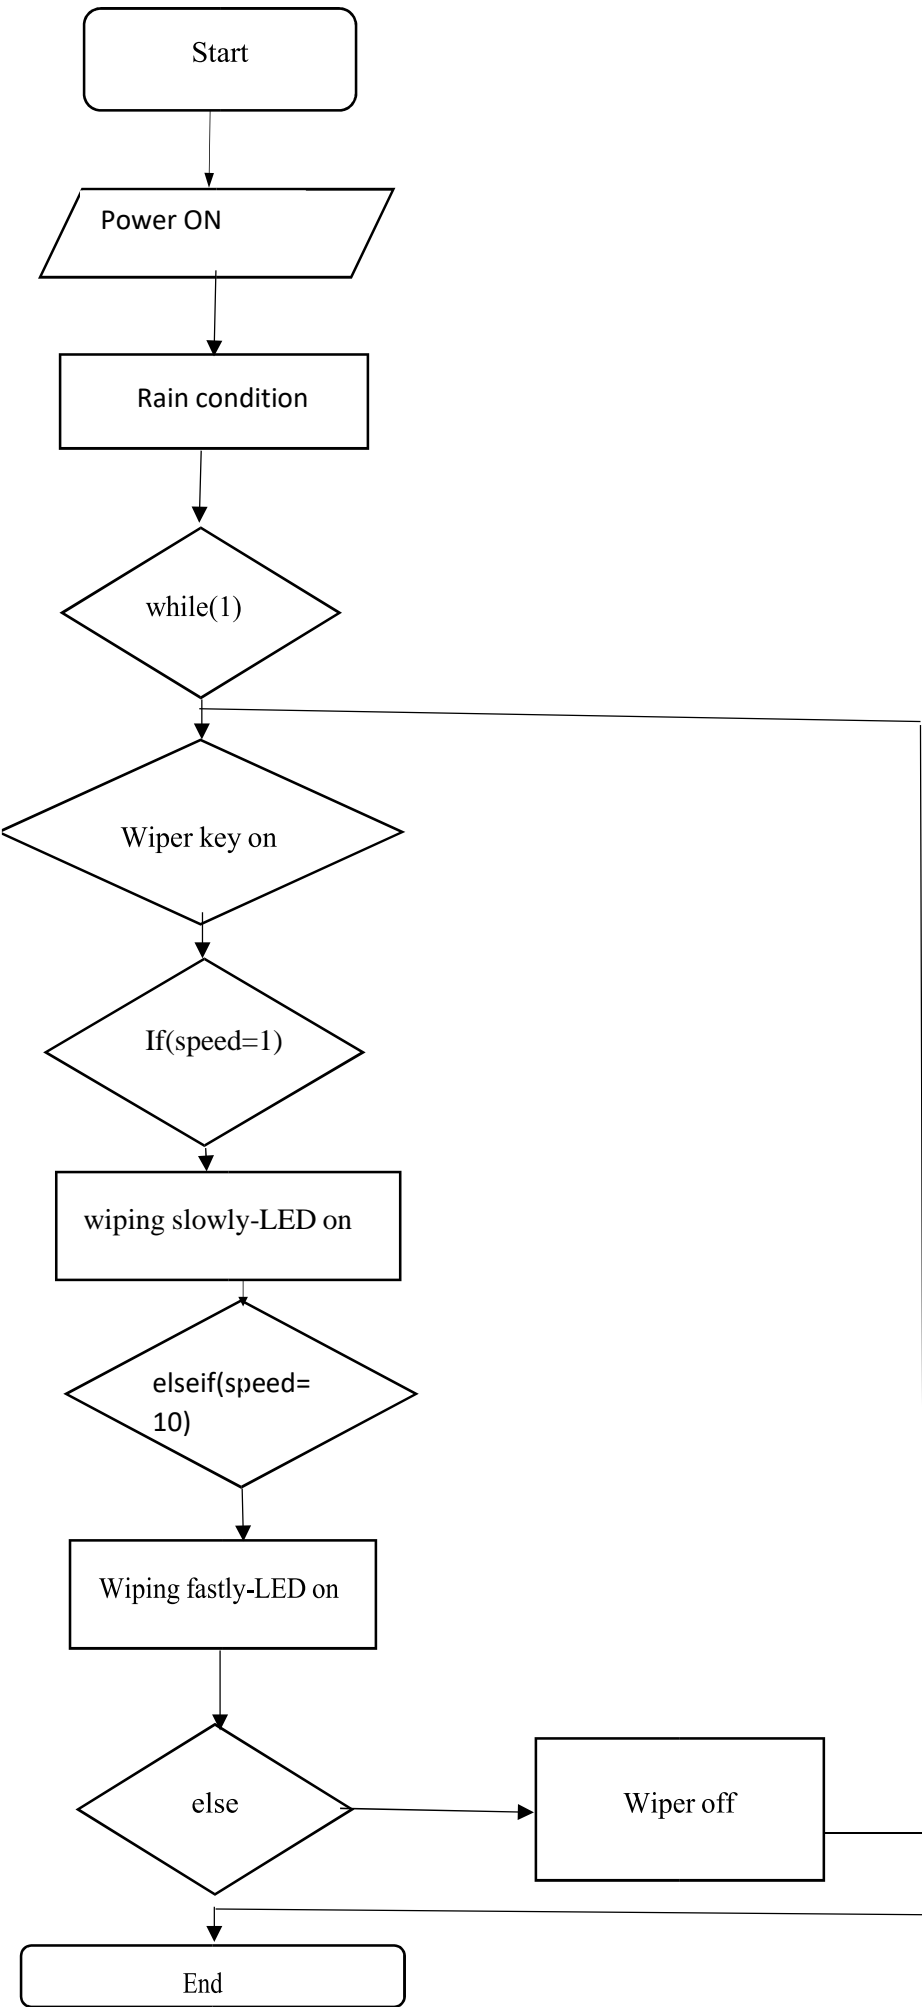 Start
Power ON
Rain condition
while(1)
Wiper key on
If(speed=1)
wiping slowly-LED on
elseif(speed=
10)
Wiping fastly-LED on
else
Wiper off
End